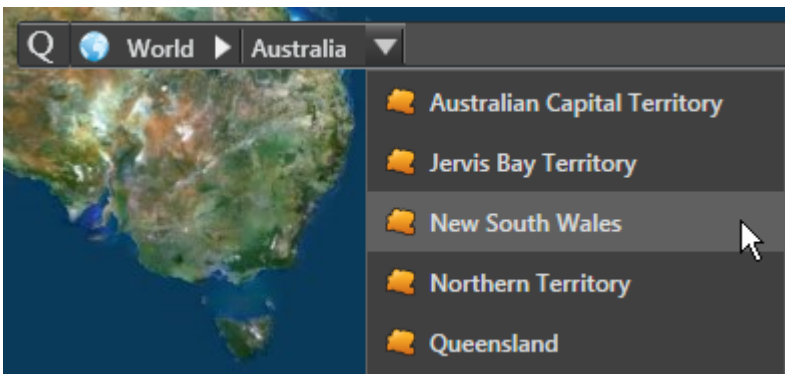 Q World Australia
Australian Capital Territory
Jervis Bay Territory
New South Wales
Northern Territory
Queensland